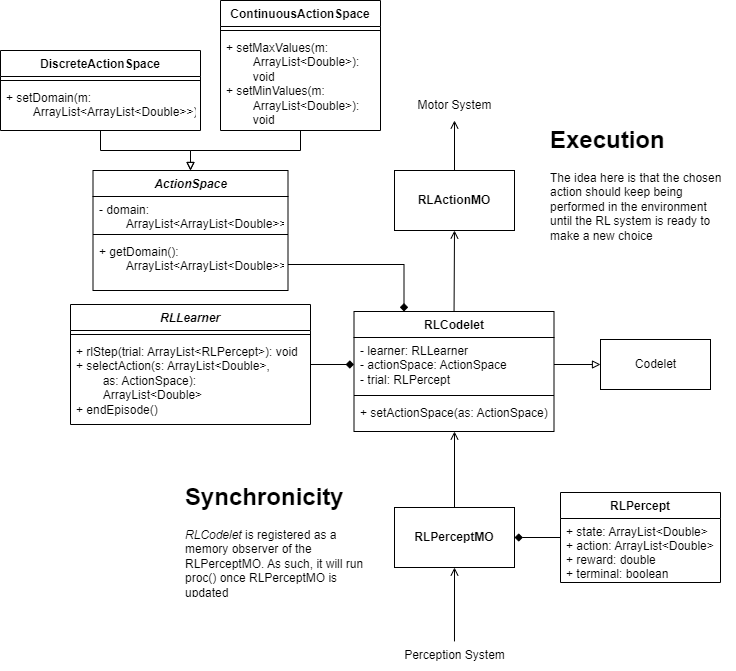 ContinuousActionSpace
+ setMaxValues(m:
ArrayList<Double>):
void
+ setMinValues(m:
ArrayList<Double>):
void
DiscreteActionSpace
+ setDomain(m:
ArrayList<ArrayList<Double>>)
Motor System
Execution
The idea here is that the chosen
action should keep being
performed in the environment
until the RL system is ready to
make a new choice
ActionSpace
- domain:
ArrayList<ArrayList<Double>>
+ getDomain():
ArrayList<ArrayList<Double>>
RLActionMO
RLLearner
+ rlStep(trial: ArrayList<RLPercept>): void
+ selectAction(s: ArrayList<Double>,
as: ActionSpace):
ArrayList<Double>
+ endEpisode()
RLCodelet
- learner: RLLearner
- actionSpace: ActionSpace
- trial: RLPercept
+ setActionSpace(as: ActionSpace)
Codelet
Synchronicity
RLCodelet is registered as a
memory observer of the
RLPerceptMO. As such, it will run
proc() once RLPerceptMO is
updated
RLPerceptMO
RLPercept
+ state: ArrayList<Double>
+ action: ArrayList<Double>
+ reward: double
+ terminal: boolean
Perception System